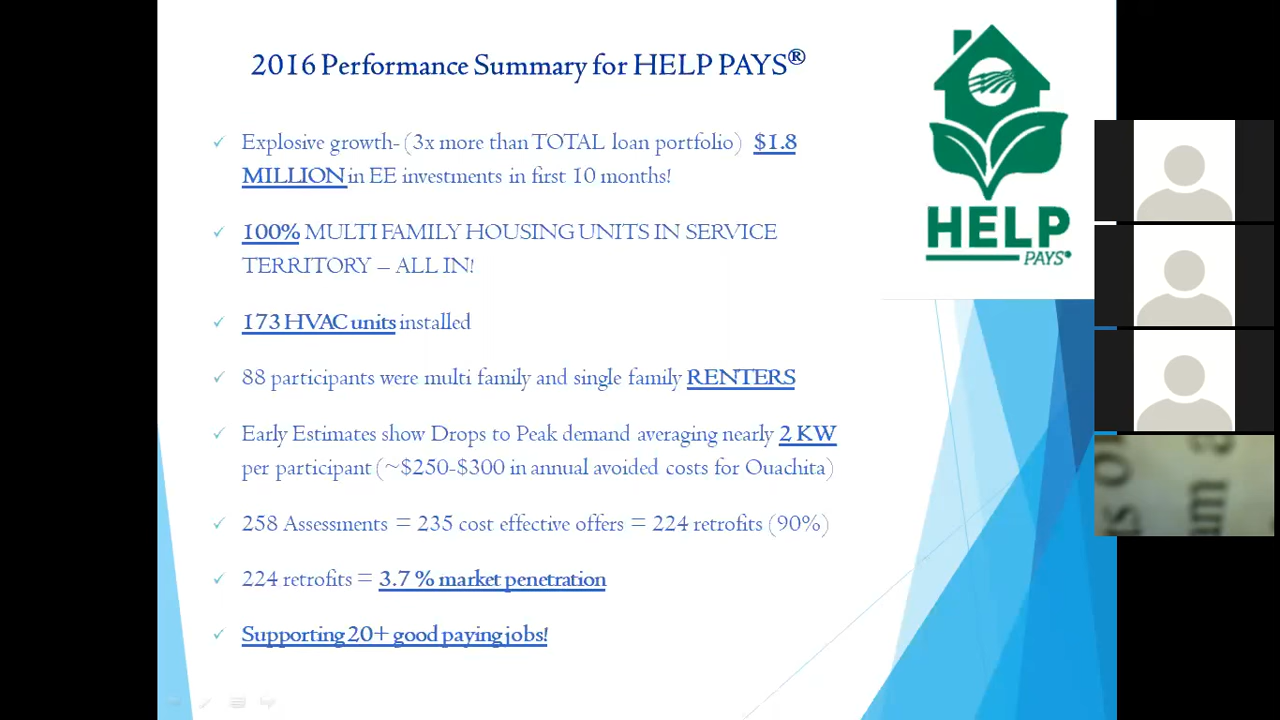 2016 Performance Summary for HELP PAYS®
Explosive growth- (3x more than TOTAL loan portfolio) $1.8
MILLION in EE investments in first 10 months!
100% MULTI FAMILY HOUSING UNITS IN SERVICE
TERRITORY – ALL IN!
173 HVAC units installed
88 participants were multi family and single family RENTERS
Early Estimates show Drops to Peak demand averaging nearly 2 KW
per participant (~$250-$300 in annual avoided costs for Ouachita)
258 Assessments = 235 cost effective offers = 224 retrofits (90%)
224 retrofits = 3.7 % market penetration
Supporting 20+ good paying jobs!
HELP
PAYS®